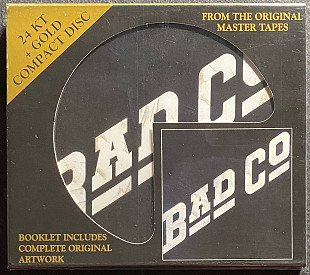 24 KT
+ GOLD
COMPACT DISC
FROM THE ORIGINAL
MASTER TAPES
BAD CO
BAD CO
BOOKLET INCLUDES
COMPLETE ORIGINAL
ARTWORK